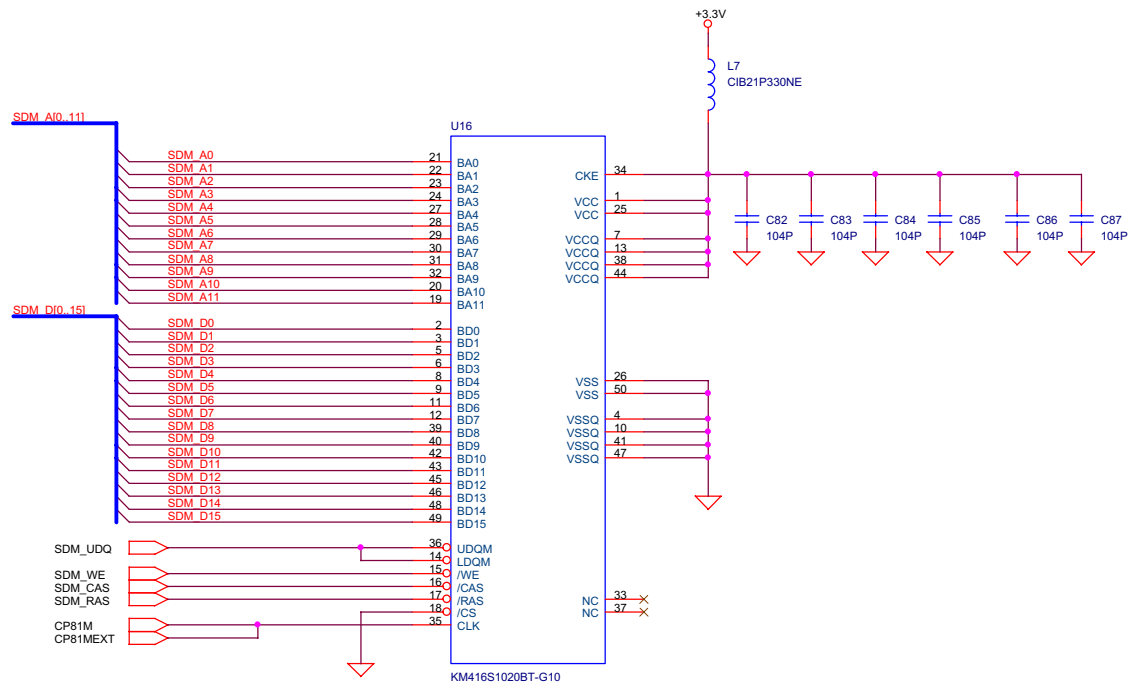 +3.3V
L7
CIB21P330NE
SDM_A[0..11]
U16
SDM_A0 21 BA0
SDM_A1 22 BA1
SDM_A2 23 BA2
SDM_A3 24 BA3
SDM_A4 27 BA4
SDM_A5 28 BA5
SDM_A6 29 BA6
SDM_A7 30 BA7
SDM_A8 31 BA8
SDM_A9 32 BA9
SDM_A10 20 BA10
SDM_A11 19 BA11
CKE 34
VCC 1
VCC 25
VCCQ 7
VCCQ 13
VCCQ 38
VCCQ 44
C82 C83 C84 C85 C86 C87
104P 104P 104P 104P 104P 104P
SDM_D[0..15]
SDM_D0 2 BD0
SDM_D1 3 BD1
SDM_D2 5 BD2
SDM_D3 6 BD3
SDM_D4 8 BD4
SDM_D5 9 BD5
SDM_D6 11 BD6
SDM_D7 12 BD7
SDM_D8 39 BD8
SDM_D9 40 BD9
SDM_D10 42 BD10
SDM_D11 43 BD11
SDM_D12 45 BD12
SDM_D13 46 BD13
SDM_D14 48 BD14
SDM_D15 49 BD15
VSS 26
VSS 50
VSSQ 4
VSSQ 10
VSSQ 41
VSSQ 47
SDM_UDQ 36 UDQM
14 LDQM
SDM_WE 15 /WE
SDM_CAS 16 /CAS
SDM_RAS 17 /RAS
18 /CS
CP81M 35 CLK
CP81MEXT
NC 33
NC 37
KM416S1020BT-G10